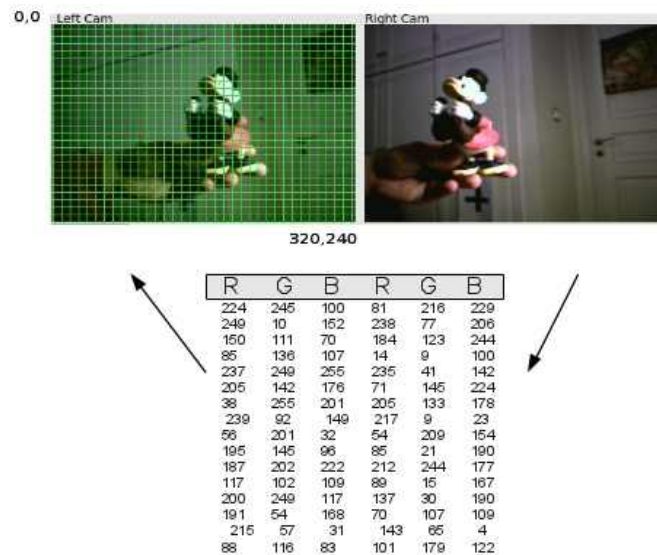 0,0 Left Cam Right Cam
320,240
R G B R G B
224 245 100 81 216 229
249 10 152 238 77 206
150 111 70 184 123 244
85 136 107 14 9 100
237 249 255 235 41 142
205 142 176 71 145 224
38 255 201 205 133 178
239 92 149 217 9 23
56 201 32 54 209 154
195 145 96 85 21 190
187 202 222 212 244 177
117 102 109 89 15 167
200 249 117 137 30 190
191 54 168 70 107 109
215 57 31 143 65 4
88 116 83 101 179 122